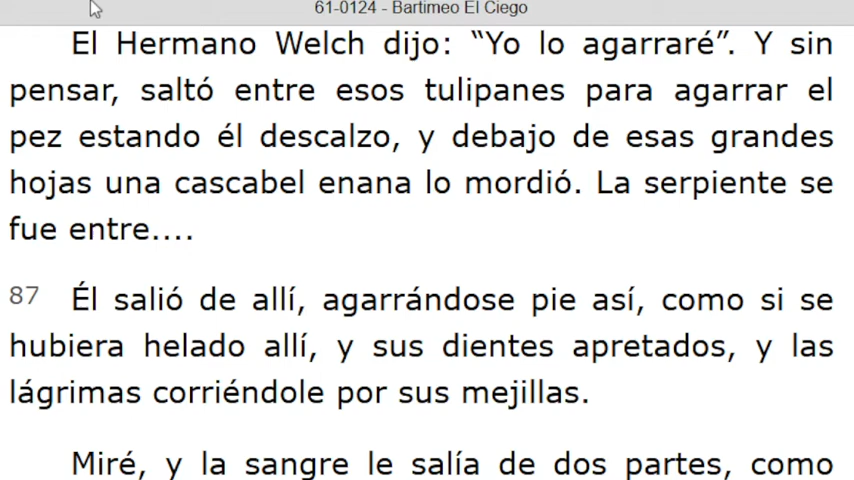 61-0124 - Bartimeo El Ciego
El Hermano Welch dijo: “Yo lo agarraré”. Y sin
pensar, saltó entre esos tulipanes para agarrar el
pez estando él descalzo, y debajo de esas grandes
hojas una cascabel enana lo mordió. La serpiente se
fue entre....
87 Él salió de allí, agarrándose pie así, como si se
hubiera helado allí, y sus dientes apretados, y las
lágrimas corriéndole por sus mejillas.
Miré, y la sangre le salía de dos partes, como